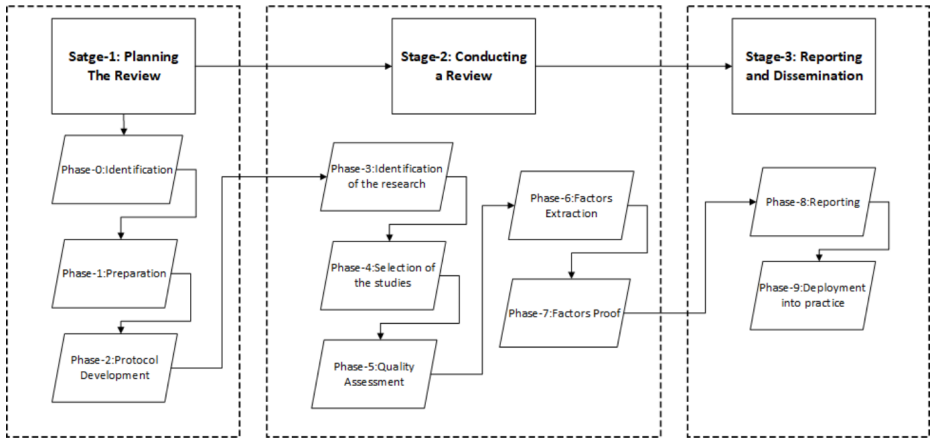 Satge-1: Planning
The Review
Phase-0:Identification
Phase-1:Preparation
Phase-2:Protocol
Development
Stage-2: Conducting
a Review
Phase-3:Identification
of the research
Phase-4:Selection of
the studies
Phase-5:Quality
Assessment
Phase-6:Factors
Extraction
Phase-7:Factors Proof
Stage-3: Reporting
and Dissemination
Phase-8:Reporting
Phase-9:Deployment
into practice